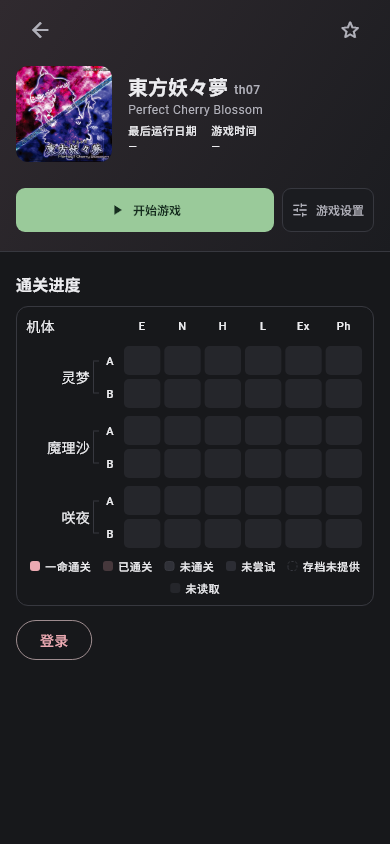 東方妖々夢 th07
Perfect Cherry Blossom
最后运行日期 游戏时间
— —
開始游戏 游戏设置
通关进度
机体 E N H L Ex Ph
灵梦 A
B
魔理沙 A
B
咲夜 A
B
一命通关 已通关 未通关 未尝试 存档未提供
未读取
登录